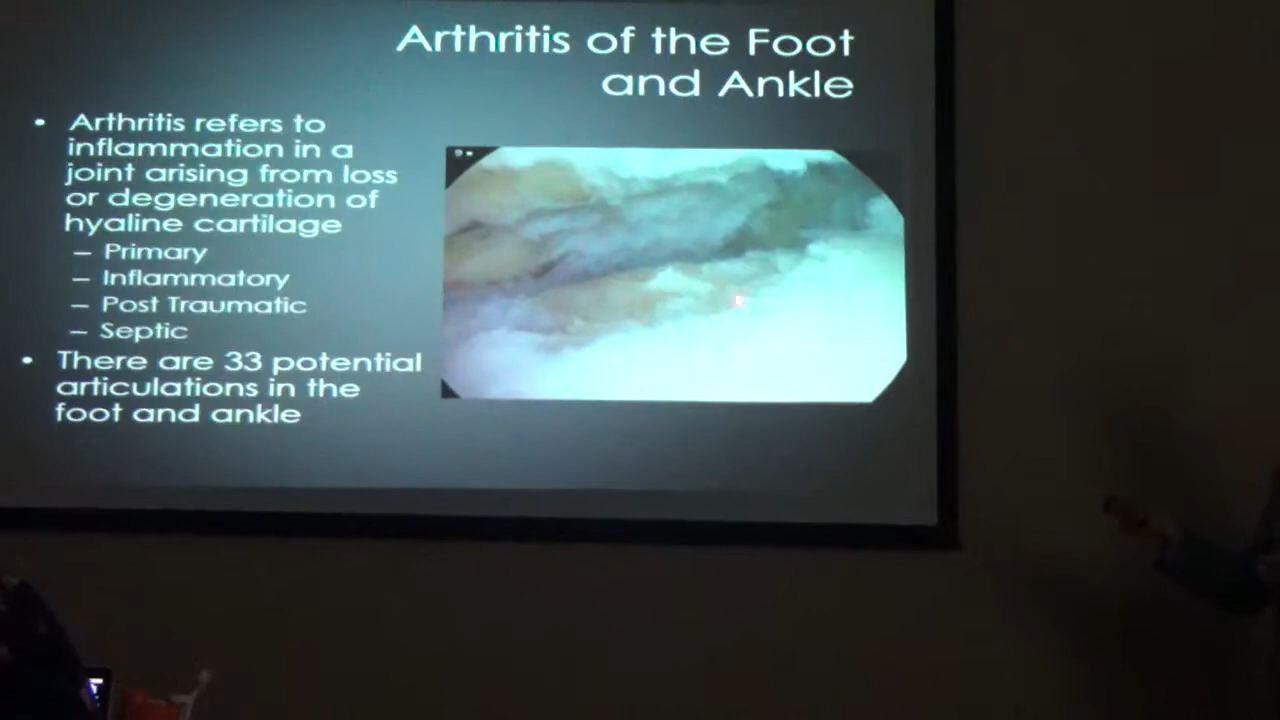 Arthritis of the Foot
and Ankle
• Arthritis refers to
inflammation in a
joint arising from loss
or degeneration of
hyaline cartilage
– Primary
– Inflammatory
– Post Traumatic
– Septic
• There are 33 potential
articulations in the
foot and ankle